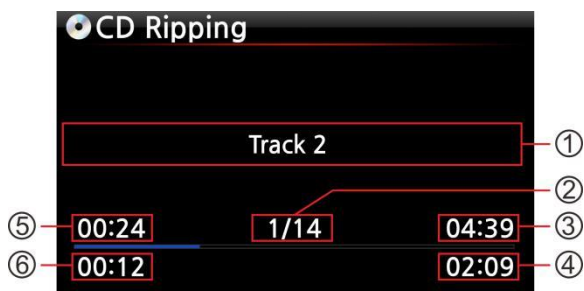 CD Ripping
Track 2 ①
②
⑤ 00:24 1/14 04:39 ③
⑥ 00:12 02:09 ④